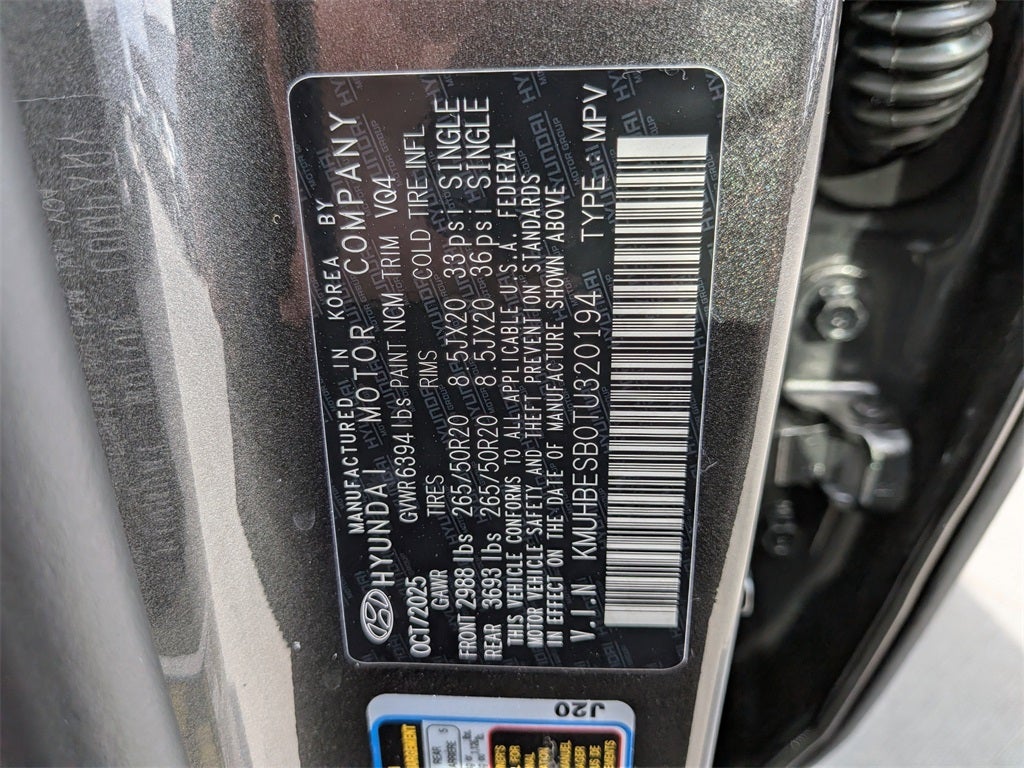 MANUFACTURED IN KOREA BY
HYUNDAI MOTOR COMPANY
OCT/2025 GVWR 6394 lbs PAINT NCM TRIM VQ4
GAWR TIRES RIMS COLD TIRE INFL
FRONT 2988 lbs 265/50R20 8.5JX20 33psi SINGLE
REAR 3693 lbs 265/50R20 8.5JX20 36psi SINGLE
THIS VEHICLE CONFORMS TO ALL APPLICABLE U.S.A. FEDERAL
MOTOR VEHICLE SAFETY AND THEFT PREVENTION STANDARDS
IN EFFECT ON THE DATE OF MANUFACTURE SHOWN ABOVE
V.I.N KMUHBESB0TU320194 TYPE : MPV
J20